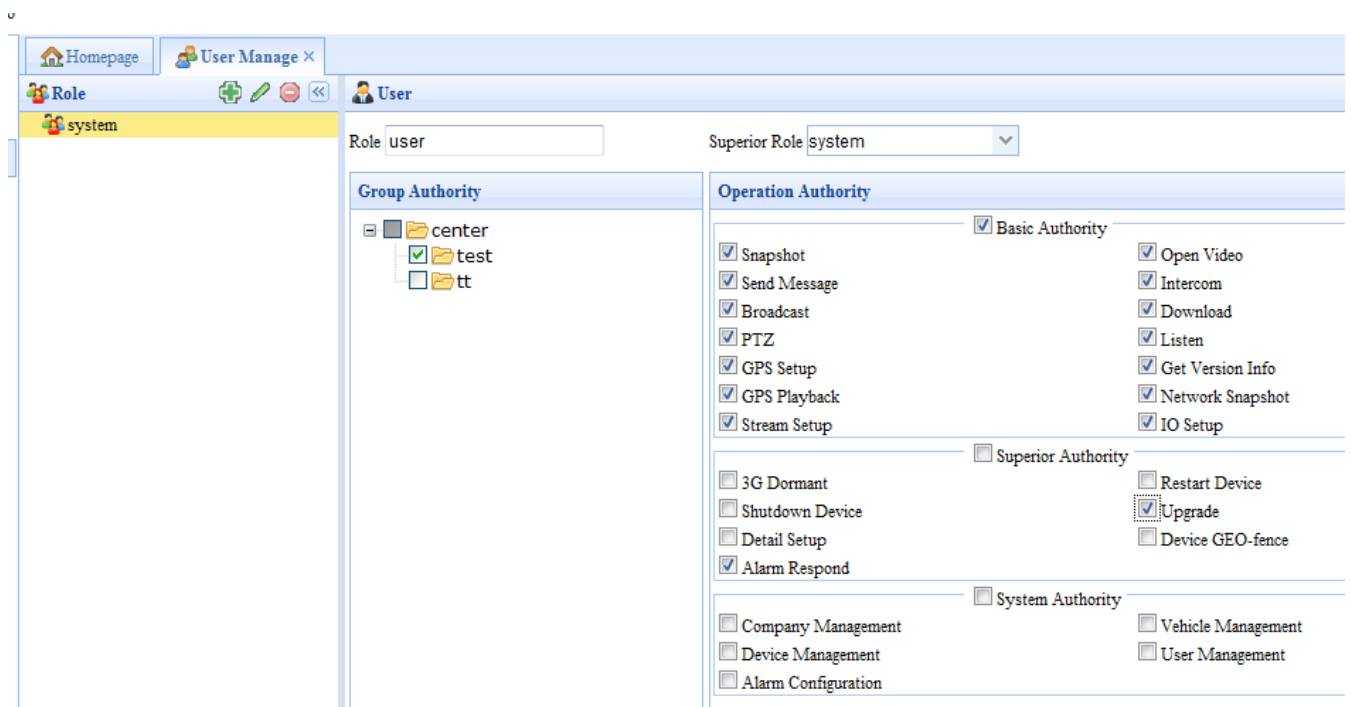 Homepage
User Manage
Role
User
system
Role user
Superior Role system
Group Authority
Operation Authority
center
test
tt
Basic Authority
Snapshot
Open Video
Send Message
Intercom
Broadcast
Download
PTZ
Listen
GPS Setup
Get Version Info
GPS Playback
Network Snapshot
Stream Setup
IO Setup
Superior Authority
3G Dormant
Restart Device
Shutdown Device
Upgrade
Detail Setup
Device GEO-fence
Alarm Respond
System Authority
Company Management
Vehicle Management
Device Management
User Management
Alarm Configuration